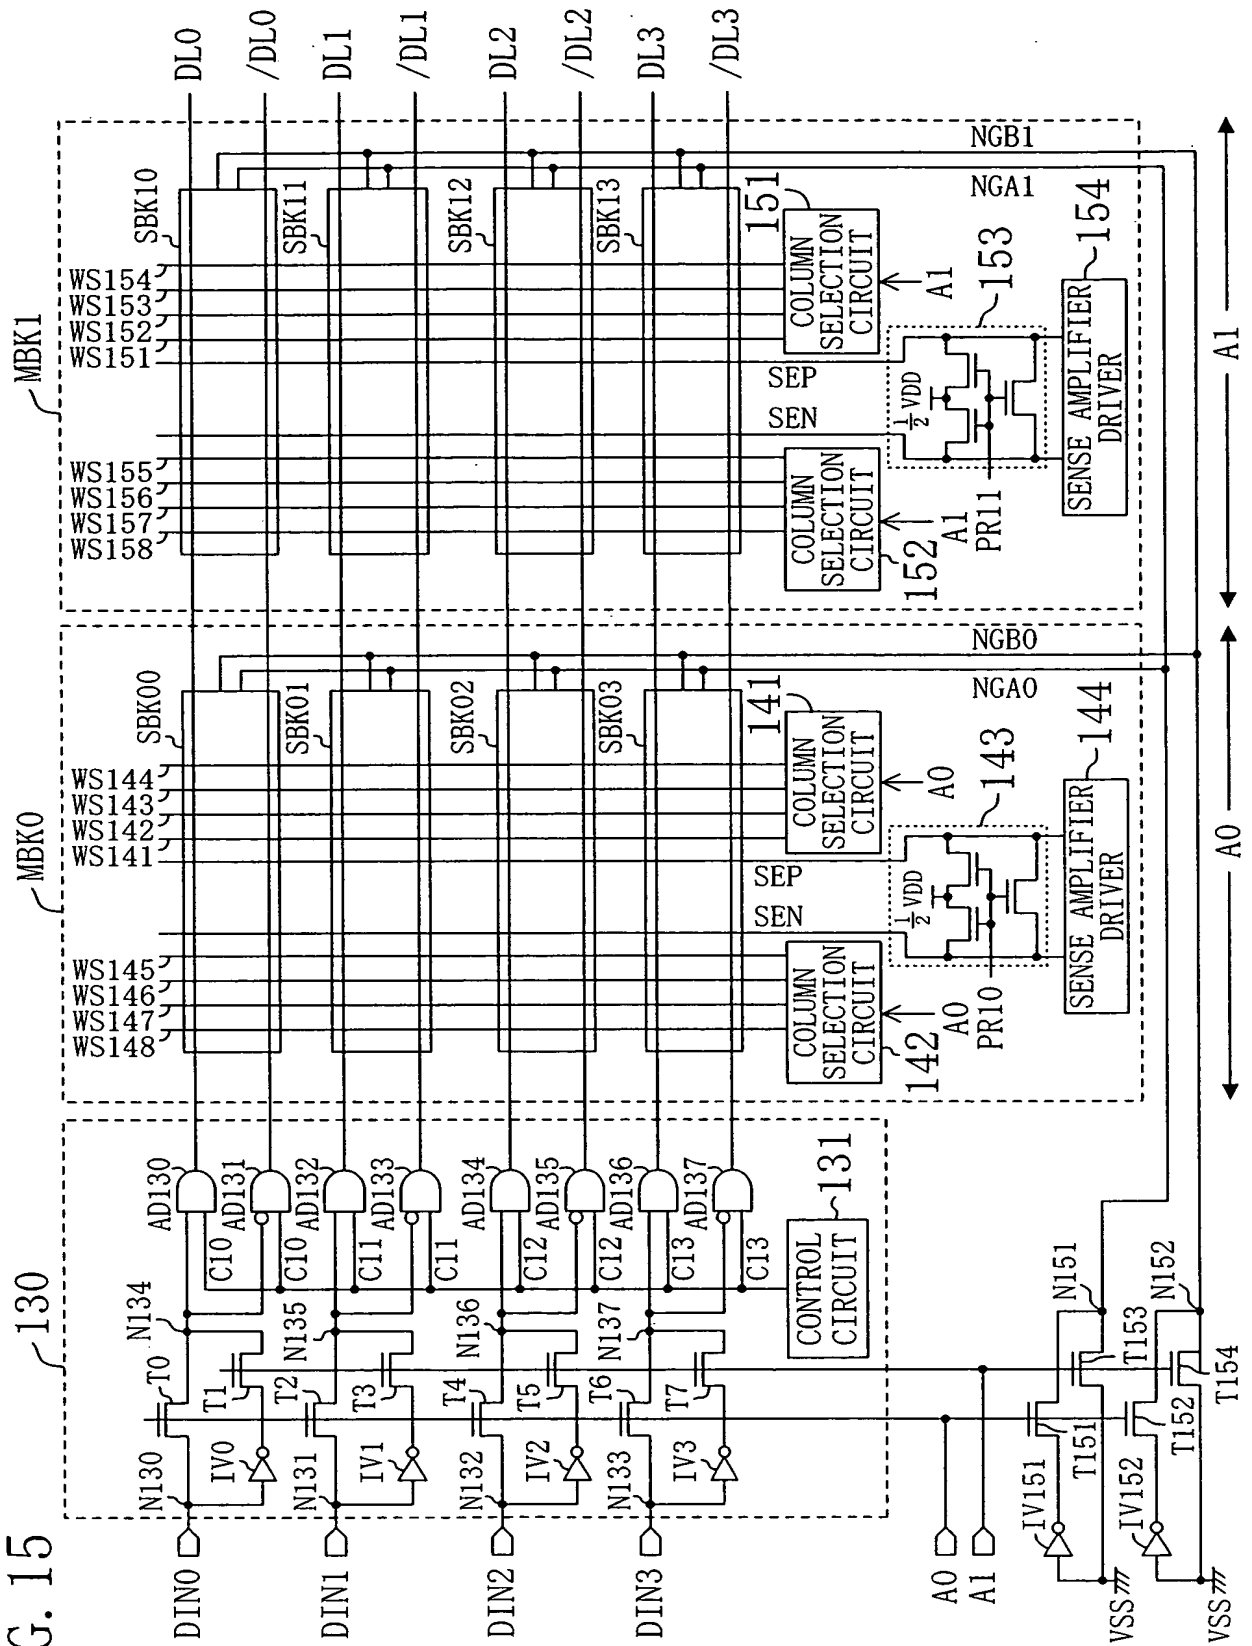 G. 15
130
MBK0
MBK1
DIN0
DIN1
DIN2
DIN3
N130
N131
N132
N133
T0
T1
T2
T3
T4
T5
T6
T7
IV0
IV1
IV2
IV3
N134
N135
N136
N137
AD130
AD131
AD132
AD133
AD134
AD135
AD136
AD137
C10
C10
C11
C11
C12
C12
C13
C13
CONTROL
CIRCUIT
131
WS148
WS147
WS146
WS145
WS141
WS142
WS143
WS144
SBK00
SBK01
SBK02
SBK03
SEN
SEP
COLUMN
SELECTION
CIRCUIT
142
A0
COLUMN
SELECTION
CIRCUIT
141
A0
PR10
1/2 VDD
143
SENSE AMPLIFIER
DRIVER
144
NGA0
NGB0
WS158
WS157
WS156
WS155
WS151
WS152
WS153
WS154
SBK10
SBK11
SBK12
SBK13
SEN
SEP
COLUMN
SELECTION
CIRCUIT
152
A1
COLUMN
SELECTION
CIRCUIT
151
A1
PR11
1/2 VDD
153
SENSE AMPLIFIER
DRIVER
154
NGA1
NGB1
DL0
/DL0
DL1
/DL1
DL2
/DL2
DL3
/DL3
A0
A1
IV151
IV152
T151
T152
T153
T154
N151
N152
VSS
VSS
A0
A1